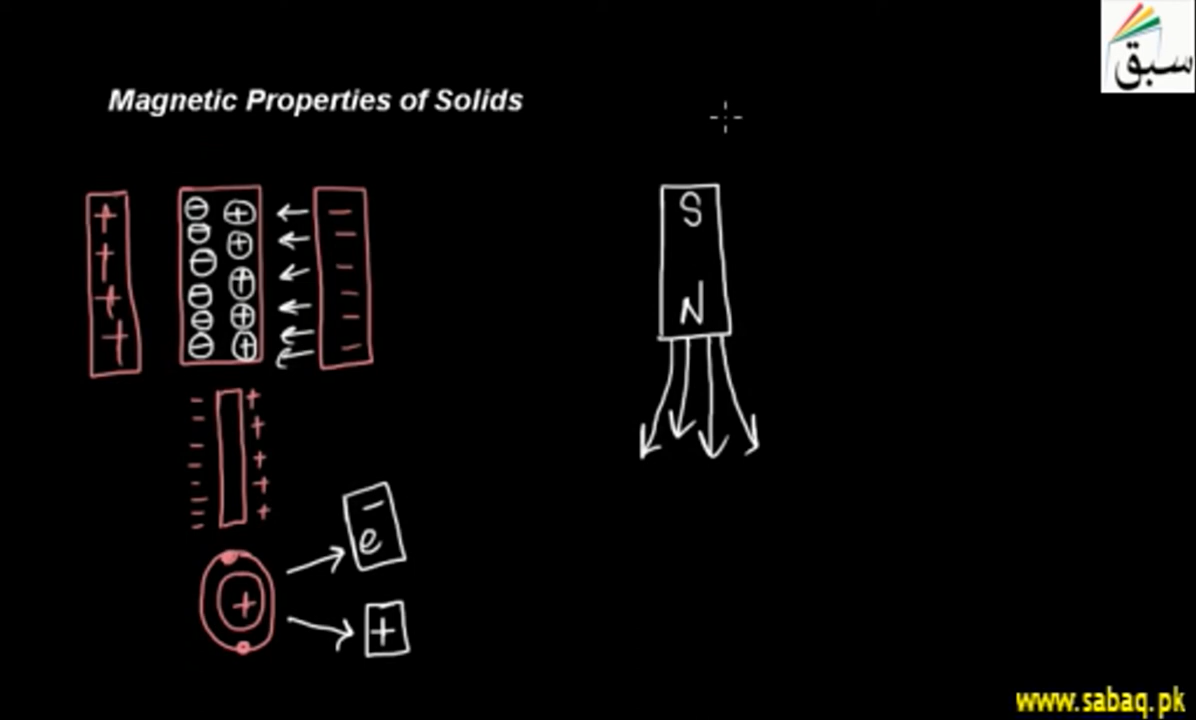 سبق
Magnetic Properties of Solids
+ + + +
⊖ ⊖ ⊖ ⊖ ⊖ ⊖
⊕ ⊕ ⊕ ⊕ ⊕ ⊕
− − − − − −
S
N
− − − − − − −
+ + + + +
e−
+
+
www.sabaq.pk